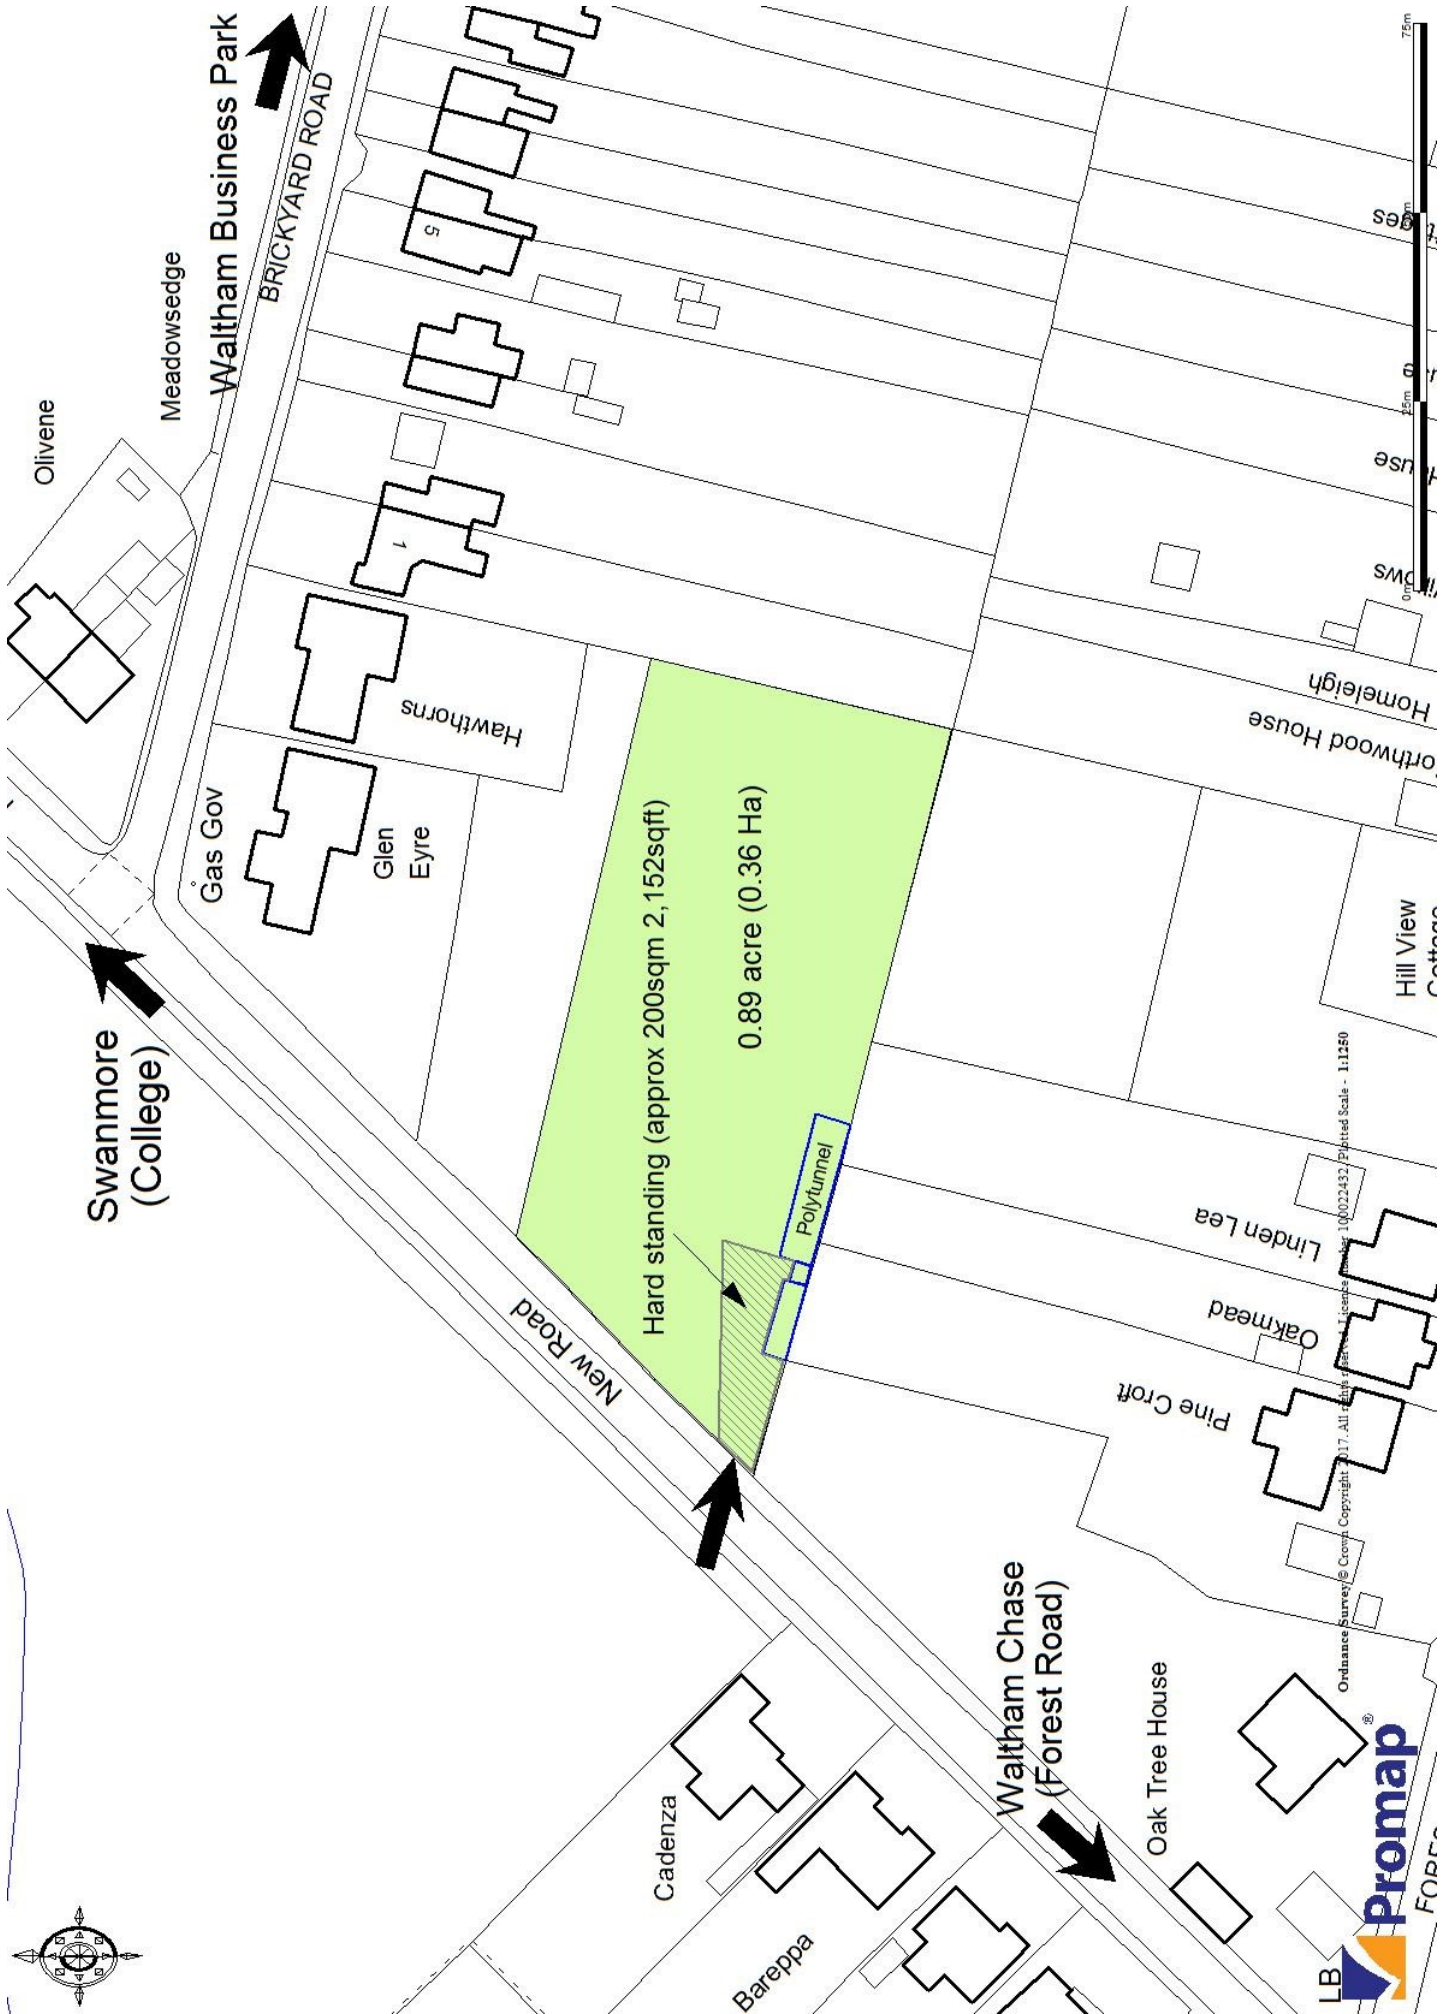 Olivene
Meadowsedge
Waltham Business Park
BRICKYARD ROAD
Swanmore
(College)
Gas Gov
Glen
Eyre
Hawthorns
1
5
New Road
Hard standing (approx 200sqm 2,152sqft)
0.89 acre (0.36 Ha)
Polytunnel
Homeleigh
House
Hill View
Linden Lea
Oakmead
Pine Croft
Waltham Chase
(Forest Road)
Oak Tree House
Cadenza
Bareppa
0m
25m
75m
Ordnance Survey © Crown Copyright 2017. All rights reserved. Licence number 100022432. Plotted Scale - 1:1250
LB
Promap®